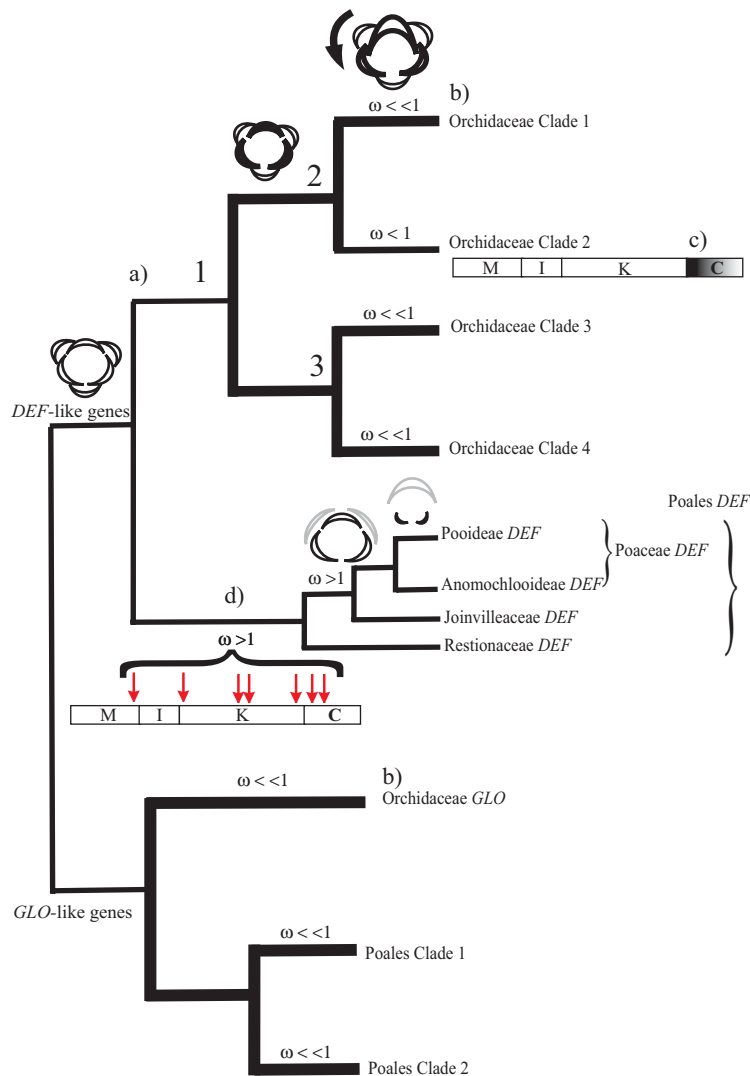 b)
ω<<1
Orchidaceae Clade 1
2
ω < 1
Orchidaceae Clade 2
c)
M I K C
a)
1
ω<<1
Orchidaceae Clade 3
3
ω<<1
Orchidaceae Clade 4
DEF-like genes
Poales DEF
Pooideae DEF
Poaceae DEF
ω >1
Anomochlooideae DEF
d)
Joinvilleaceae DEF
ω >1
Restionaceae DEF
M I K C
ω<<1
b)
Orchidaceae GLO
GLO-like genes
ω<<1
Poales Clade 1
ω<<1
Poales Clade 2